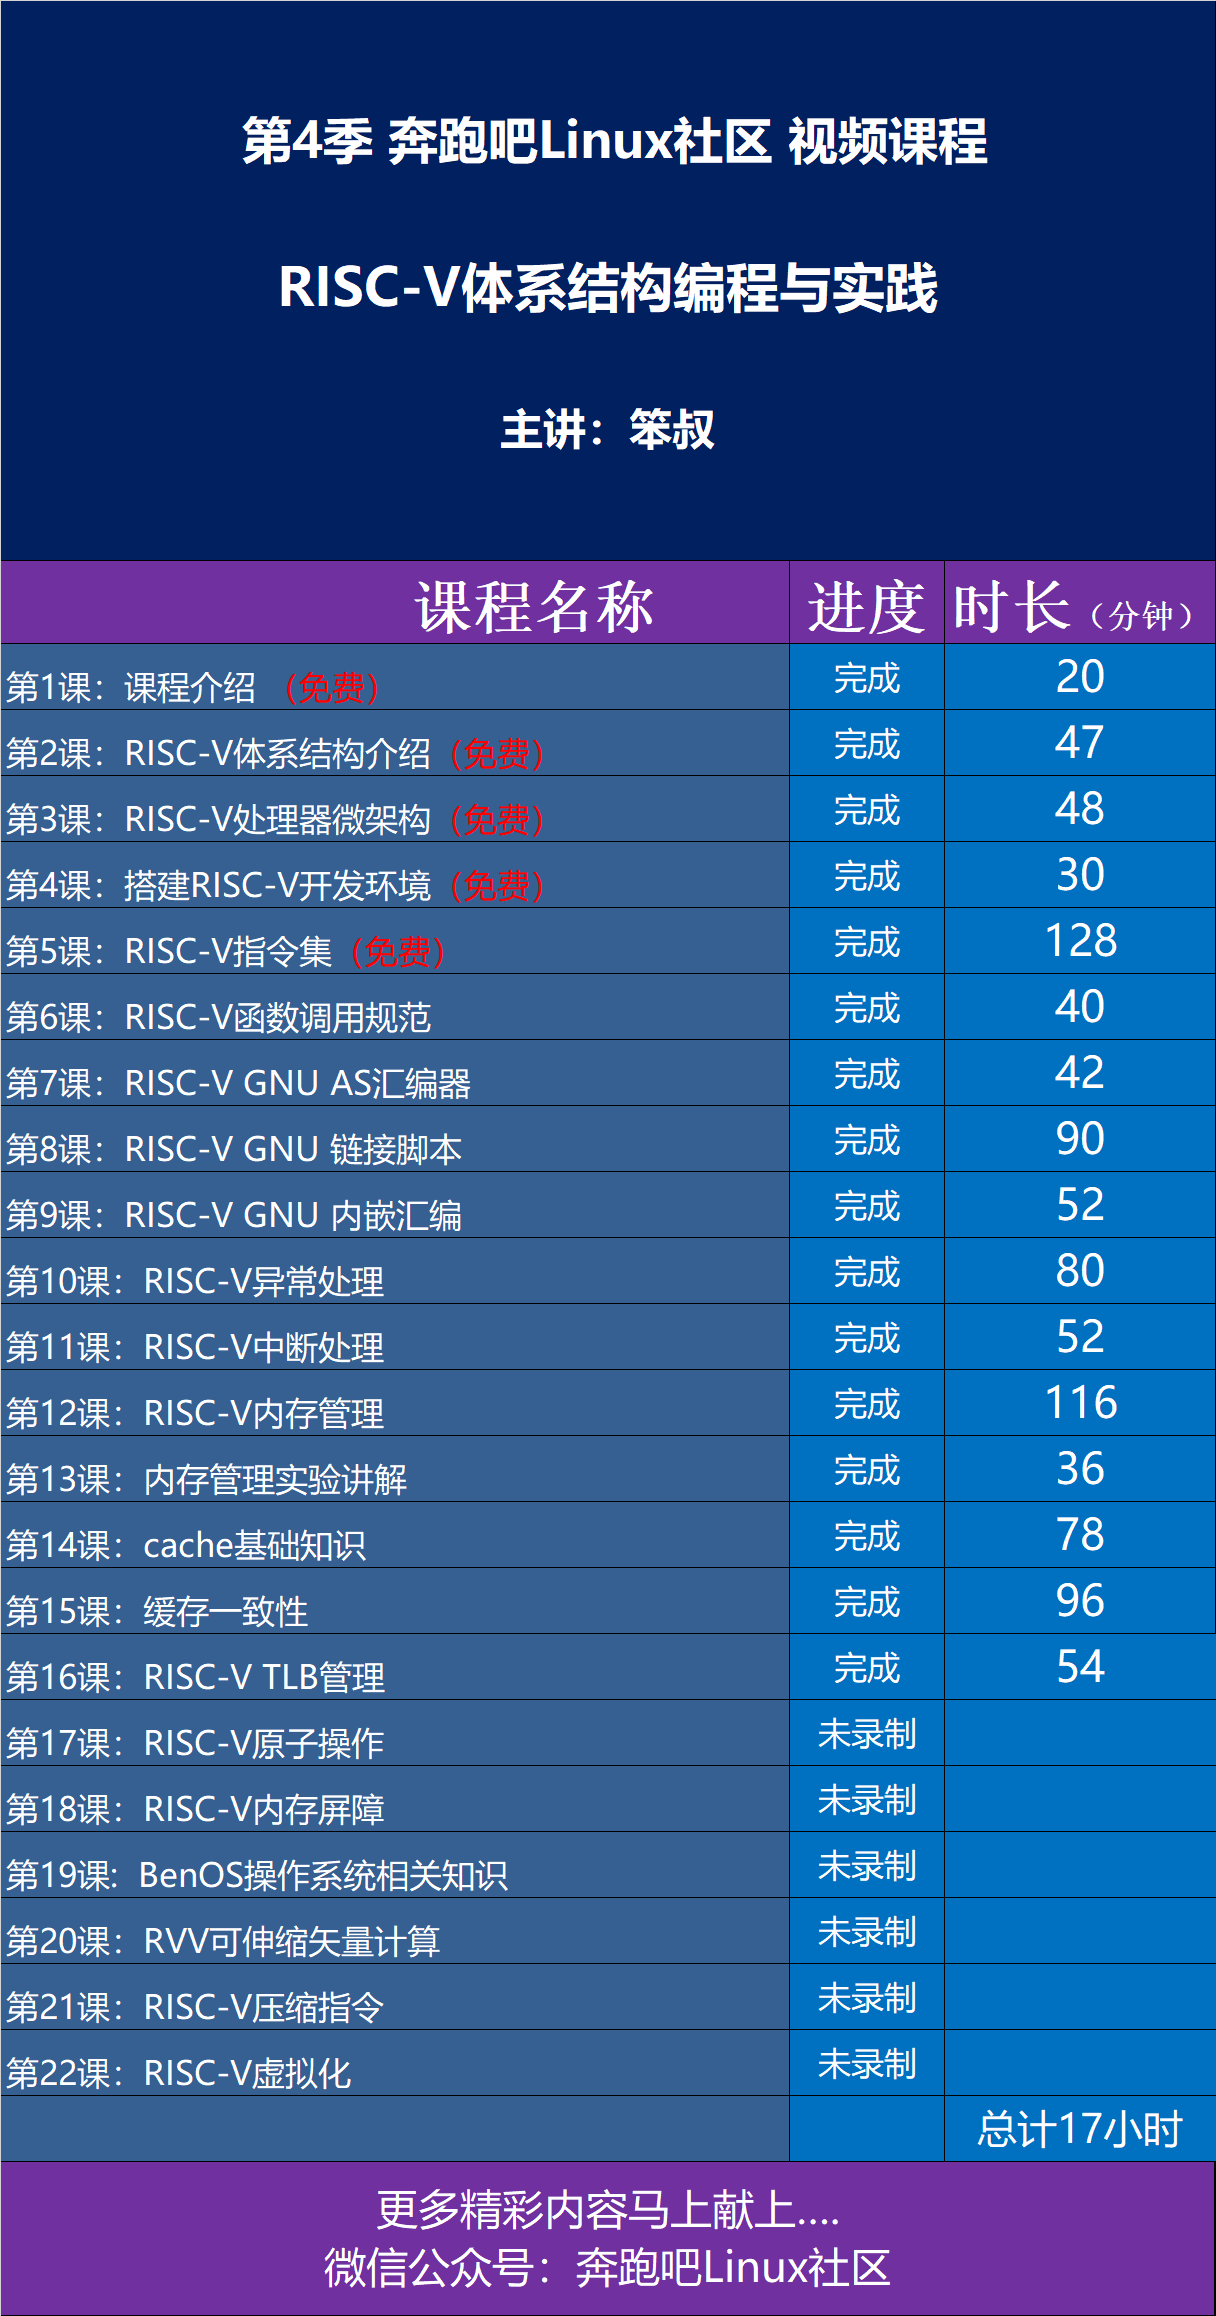 第4季 奔跑吧Linux社区 视频课程
RISC-V体系结构编程与实践
主讲：笨叔
课程名称 进度 时长（分钟）
第1课：课程介绍 （免费） 完成 20
第2课：RISC-V体系结构介绍（免费） 完成 47
第3课：RISC-V处理器微架构（免费） 完成 48
第4课：搭建RISC-V开发环境（免费） 完成 30
第5课：RISC-V指令集（免费） 完成 128
第6课：RISC-V函数调用规范 完成 40
第7课：RISC-V GNU AS汇编器 完成 42
第8课：RISC-V GNU 链接脚本 完成 90
第9课：RISC-V GNU 内嵌汇编 完成 52
第10课：RISC-V异常处理 完成 80
第11课：RISC-V中断处理 完成 52
第12课：RISC-V内存管理 完成 116
第13课：内存管理实验讲解 完成 36
第14课：cache基础知识 完成 78
第15课：缓存一致性 完成 96
第16课：RISC-V TLB管理 完成 54
第17课：RISC-V原子操作 未录制
第18课：RISC-V内存屏障 未录制
第19课: BenOS操作系统相关知识 未录制
第20课：RVV可伸缩矢量计算 未录制
第21课：RISC-V压缩指令 未录制
第22课：RISC-V虚拟化 未录制
总计17小时
更多精彩内容马上献上....
微信公众号：奔跑吧Linux社区